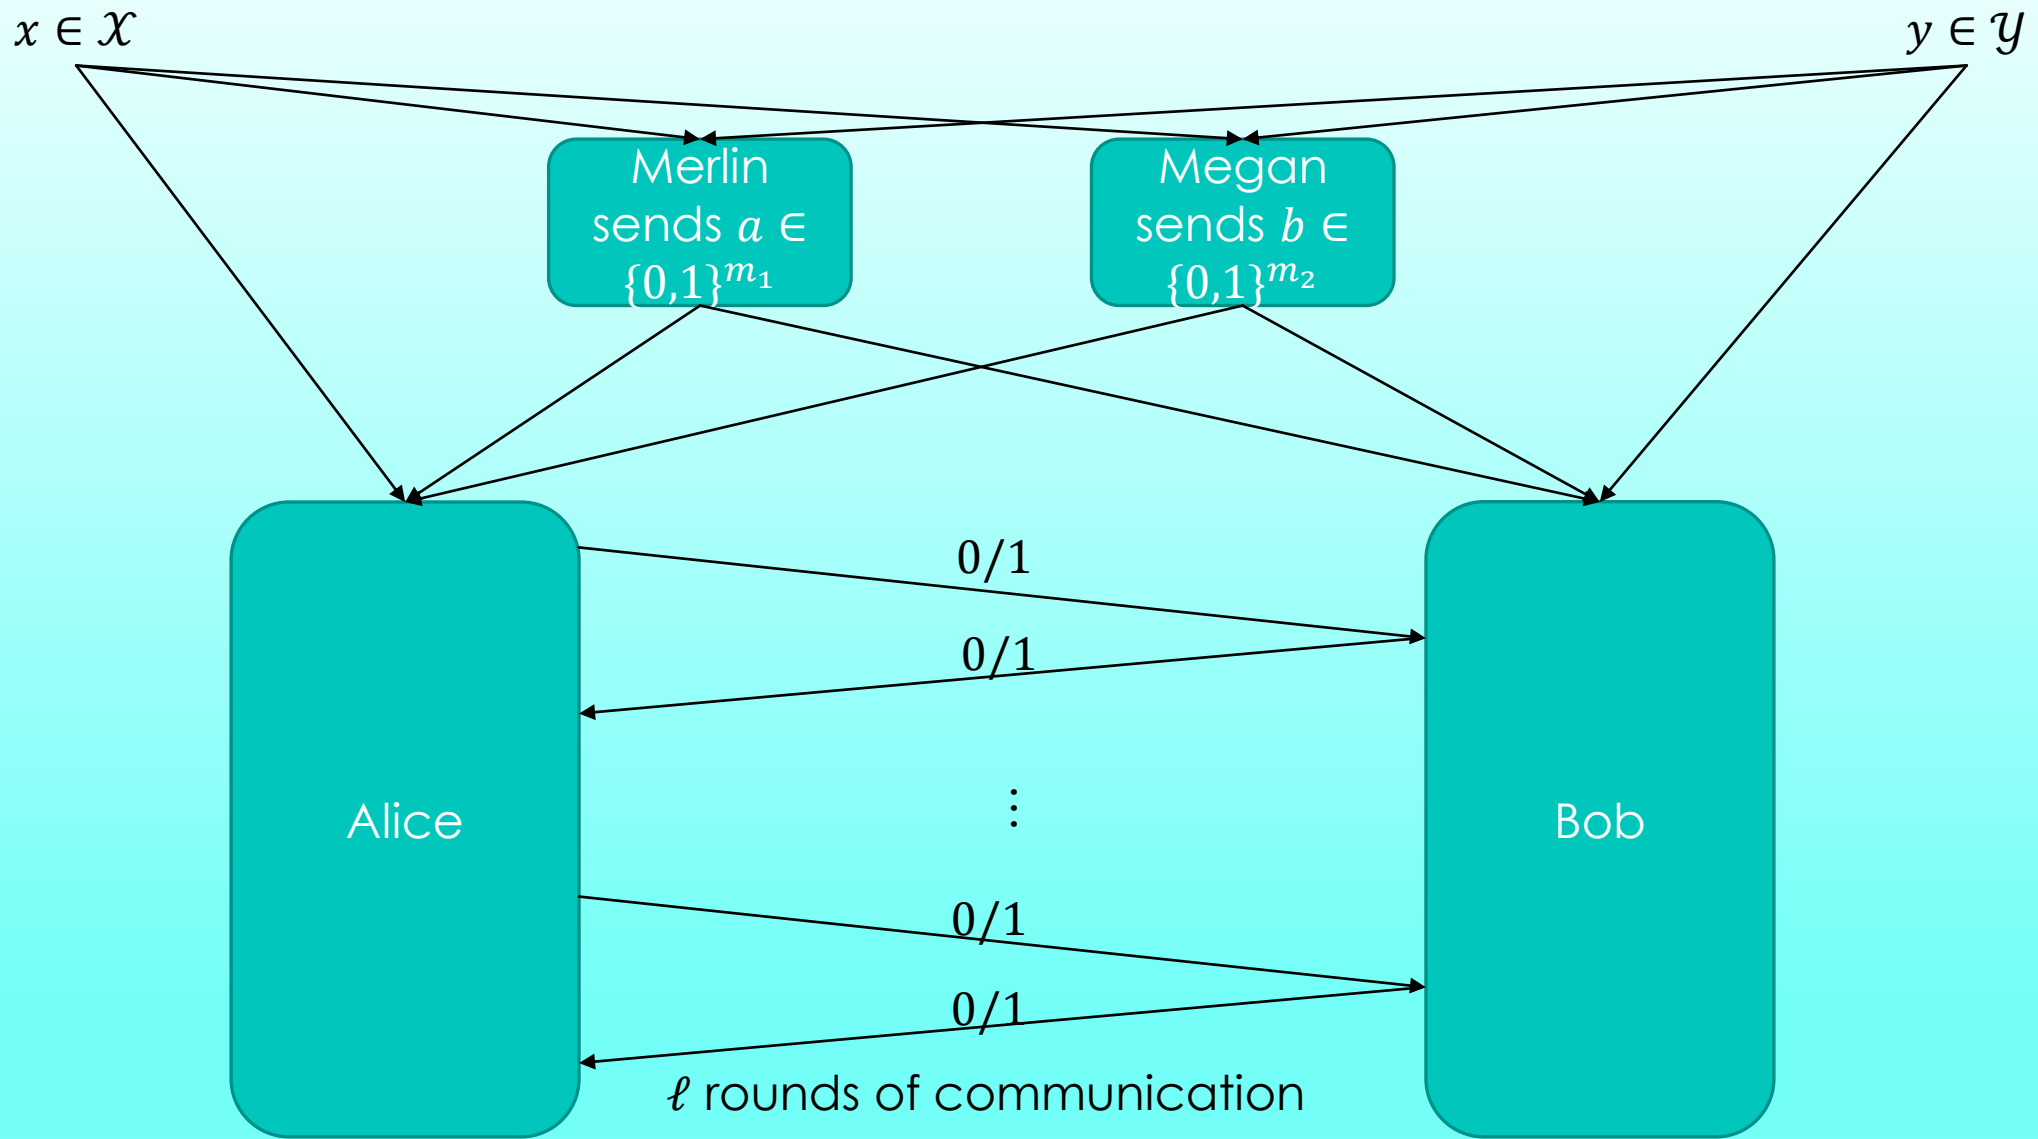 x ∈ 𝒳
y ∈ 𝒴
Merlin
sends a ∈
{0,1}^{m₁}
Megan
sends b ∈
{0,1}^{m₂}
0/1
0/1
⋮
Alice
Bob
0/1
0/1
ℓ rounds of communication